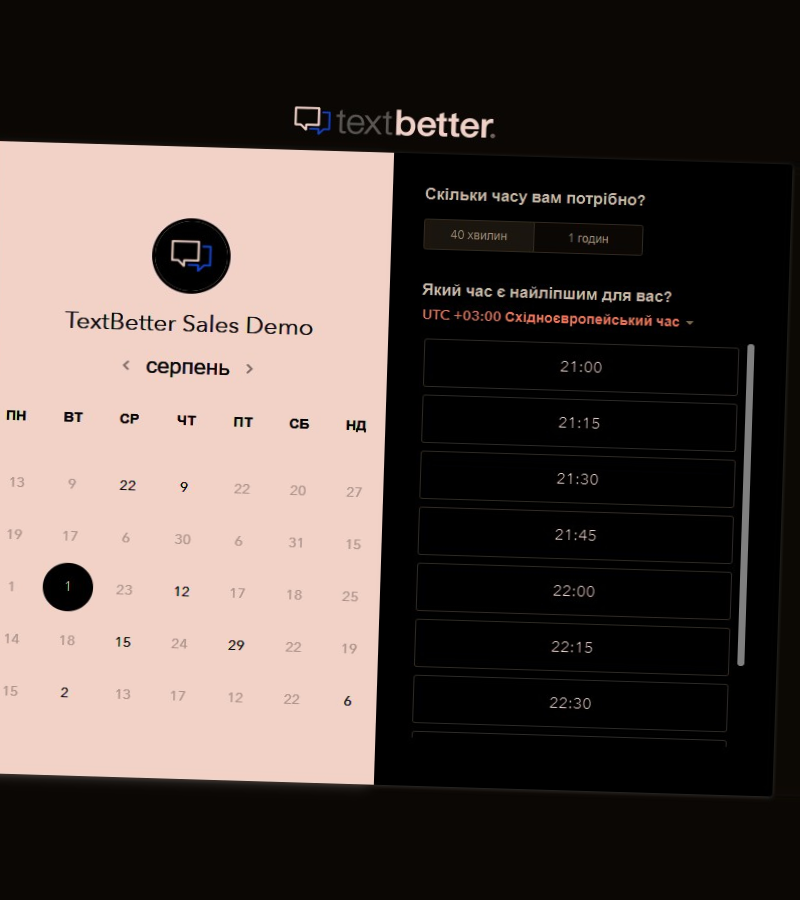 textbetter.
TextBetter Sales Demo
серпень
ПН ВТ СР ЧТ ПТ СБ НД
13 9 22 9 22 20 27
19 17 6 30 6 31 15
1 1 23 12 17 18 25
14 18 15 24 29 22 19
15 2 13 17 12 22 6
Скільки часу вам потрібно?
40 хвилин 1 годин
Який час є найліпшим для вас?
UTC +03:00 Східноєвропейський час
21:00
21:15
21:30
21:45
22:00
22:15
22:30